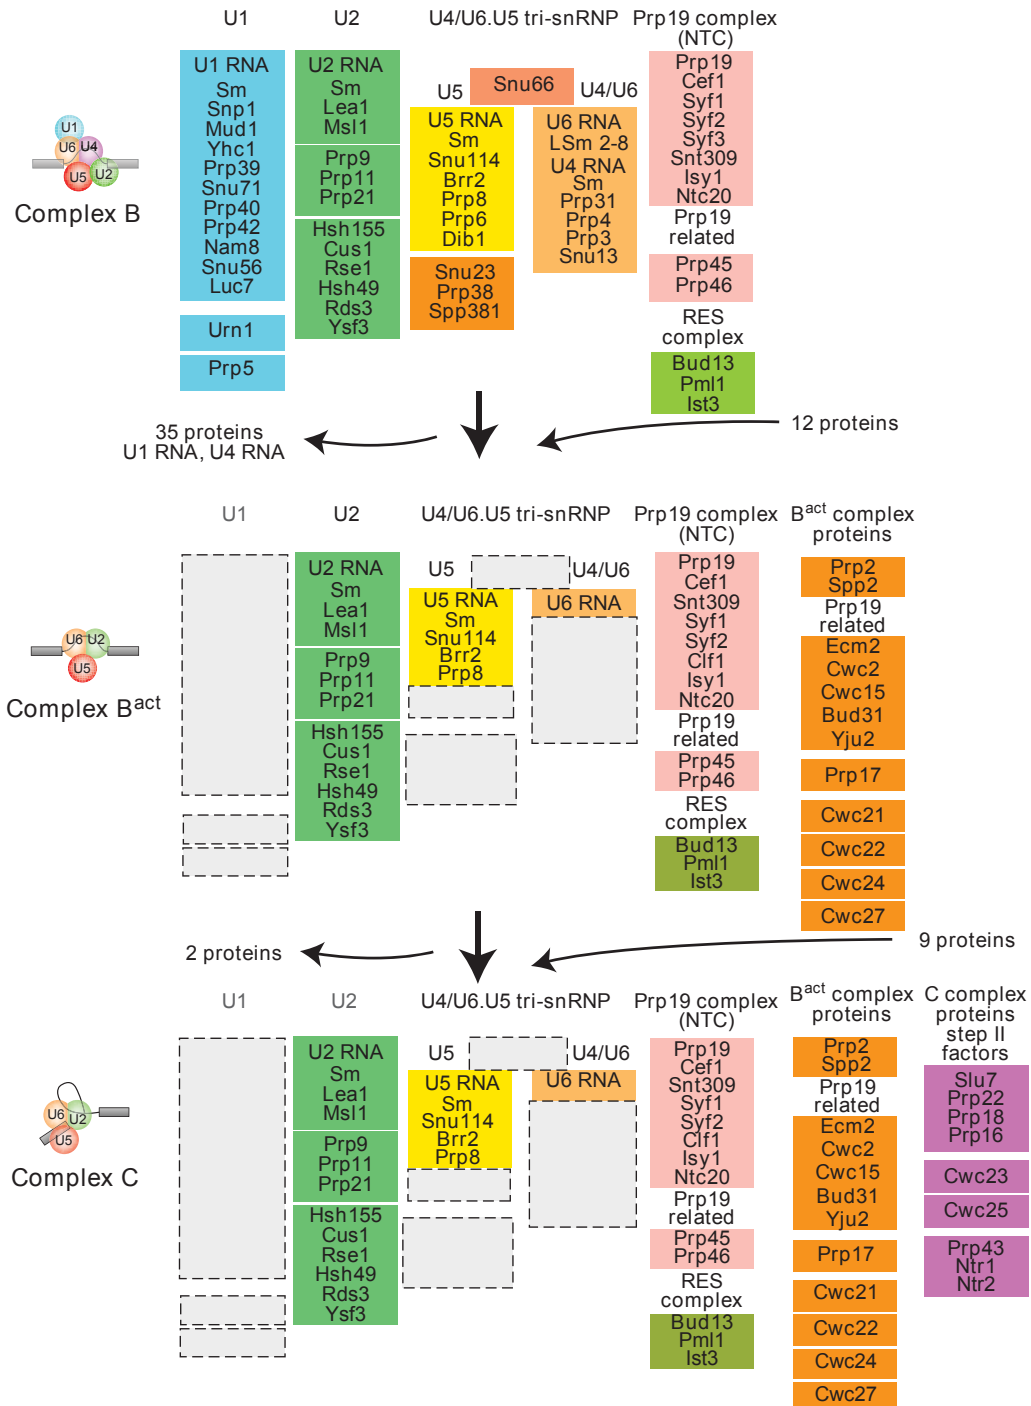 U1
U2
U4/U6.U5 tri-snRNP
Prp19 complex
(NTC)
U1 RNA
Sm
Snp1
Mud1
Yhc1
Prp39
Snu71
Prp40
Prp42
Nam8
Snu56
Luc7
Urn1
Prp5
U2 RNA
Sm
Lea1
Msl1
Prp9
Prp11
Prp21
Hsh155
Cus1
Rse1
Hsh49
Rds3
Ysf3
U5
Snu66
U4/U6
U5 RNA
Sm
Snu114
Brr2
Prp8
Prp6
Dib1
Snu23
Prp38
Spp381
U6 RNA
LSm 2-8
U4 RNA
Sm
Prp31
Prp4
Prp3
Snu13
Prp19
Cef1
Syf1
Syf2
Syf3
Snt309
Isy1
Ntc20
Prp19
related
Prp45
Prp46
RES
complex
Bud13
Pml1
Ist3
U1
U6
U4
U5
U2
Complex B
35 proteins
U1 RNA, U4 RNA
12 proteins
U1
U2
U4/U6.U5 tri-snRNP
Prp19 complex
(NTC)
Bact complex
proteins
U2 RNA
Sm
Lea1
Msl1
Prp9
Prp11
Prp21
Hsh155
Cus1
Rse1
Hsh49
Rds3
Ysf3
U5
U4/U6
U5 RNA
Sm
Snu114
Brr2
Prp8
U6 RNA
Prp19
Cef1
Snt309
Syf1
Syf2
Clf1
Isy1
Ntc20
Prp19
related
Prp45
Prp46
RES
complex
Bud13
Pml1
Ist3
Prp2
Spp2
Prp19
related
Ecm2
Cwc2
Cwc15
Bud31
Yju2
Prp17
Cwc21
Cwc22
Cwc24
Cwc27
U6
U2
U5
Complex Bact
2 proteins
9 proteins
U1
U2
U4/U6.U5 tri-snRNP
Prp19 complex
(NTC)
Bact complex
proteins
C complex
proteins
step II
factors
U2 RNA
Sm
Lea1
Msl1
Prp9
Prp11
Prp21
Hsh155
Cus1
Rse1
Hsh49
Rds3
Ysf3
U5
U4/U6
U5 RNA
Sm
Snu114
Brr2
Prp8
U6 RNA
Prp19
Cef1
Snt309
Syf1
Syf2
Clf1
Isy1
Ntc20
Prp19
related
Prp45
Prp46
RES
complex
Bud13
Pml1
Ist3
Prp2
Spp2
Prp19
related
Ecm2
Cwc2
Cwc15
Bud31
Yju2
Prp17
Cwc21
Cwc22
Cwc24
Cwc27
Slu7
Prp22
Prp18
Prp16
Cwc23
Cwc25
Prp43
Ntr1
Ntr2
U6
U2
U5
Complex C